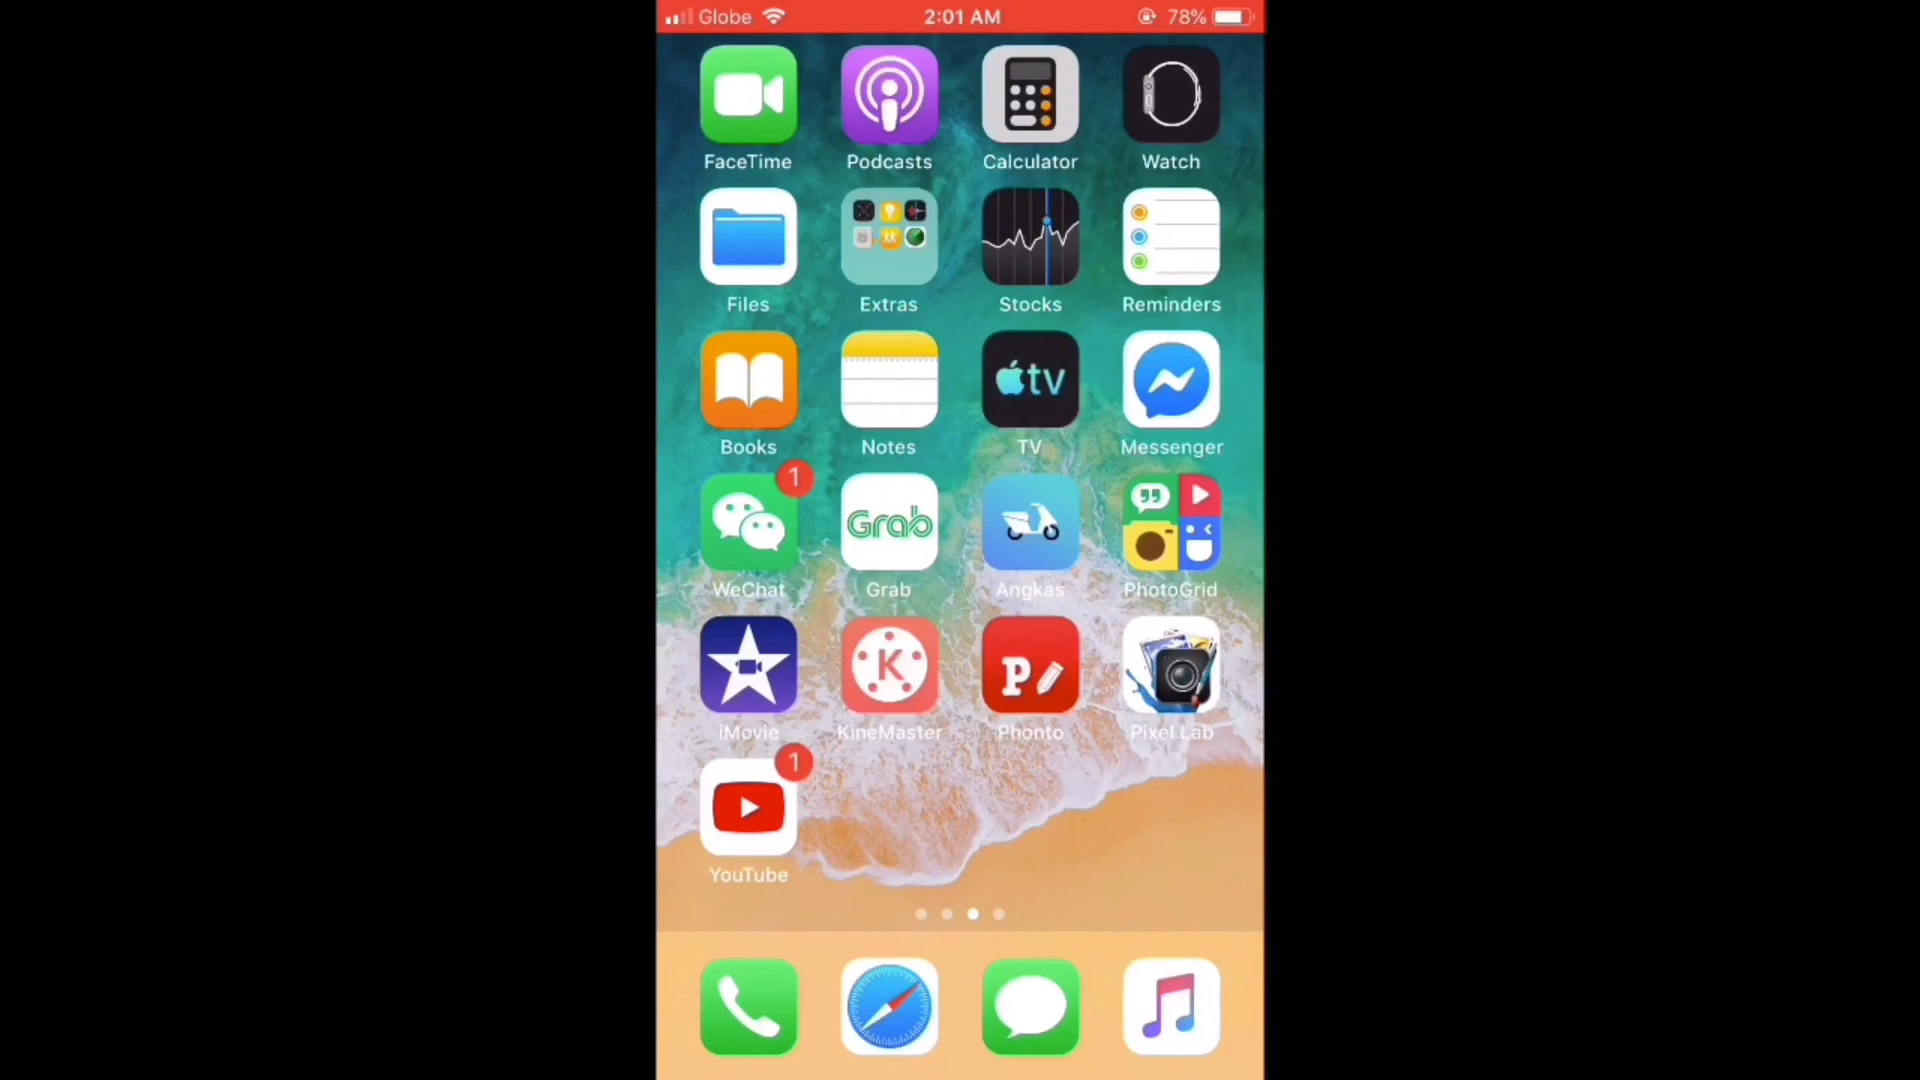 Globe 2:01 AM 78%
FaceTime Podcasts Calculator Watch
Files Extras Stocks Reminders
tv
Books Notes TV Messenger
1
Grab
WeChat Grab Angkas PhotoGrid
K P
iMovie KineMaster Phonto Pixel Lab
1
YouTube